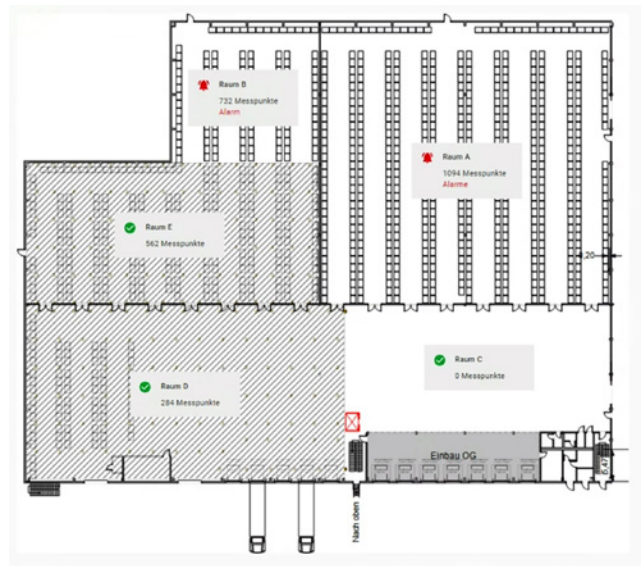 Raum B
732 Messpunkte
Alarm
Raum A
1094 Messpunkte
Alarme
Raum E
562 Messpunkte
Raum C
0 Messpunkte
Raum D
284 Messpunkte
Einbau OG
Nach oben